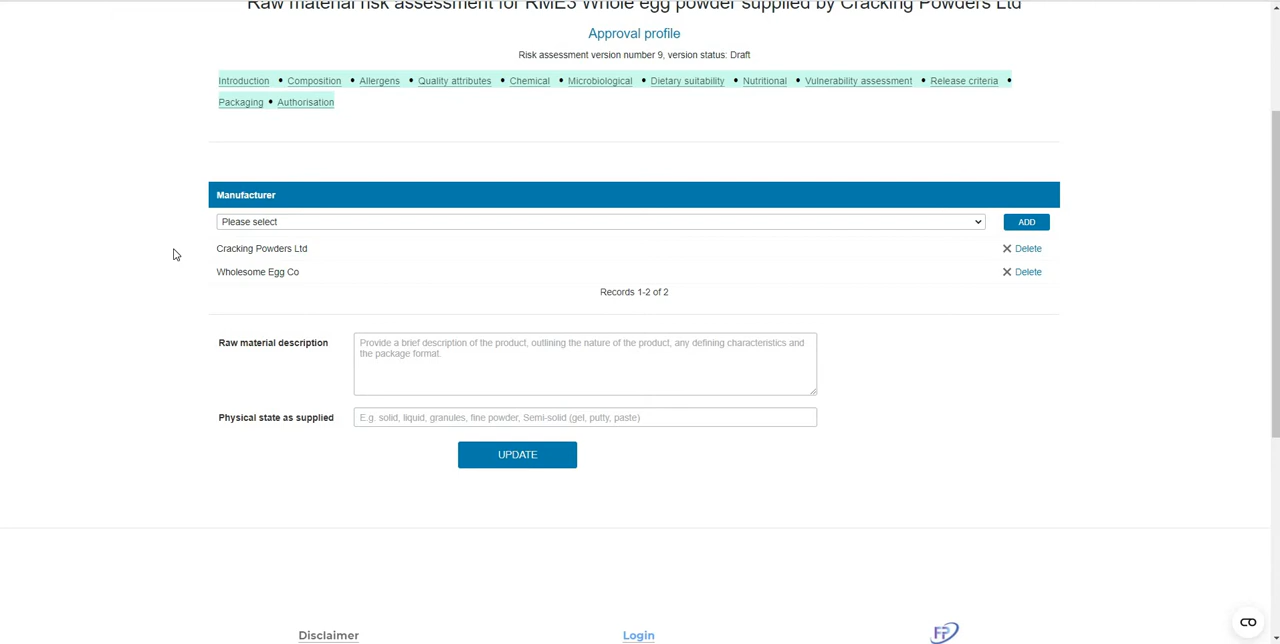 Raw material risk assessment for RME3 Whole egg powder supplied by Cracking Powders Ltd
Approval profile
Risk assessment version number 9, version status: Draft
Introduction • Composition • Allergens • Quality attributes • Chemical • Microbiological • Dietary suitability • Nutritional • Vulnerability assessment • Release criteria •
Packaging • Authorisation
Manufacturer
Please select ADD
Cracking Powders Ltd Delete
Wholesome Egg Co Delete
Records 1-2 of 2
Raw material description Provide a brief description of the product, outlining the nature of the product, any defining characteristics and
the package format.
Physical state as supplied E.g. solid, liquid, granules, fine powder, Semi-solid (gel, putty, paste)
UPDATE
Disclaimer Login FP